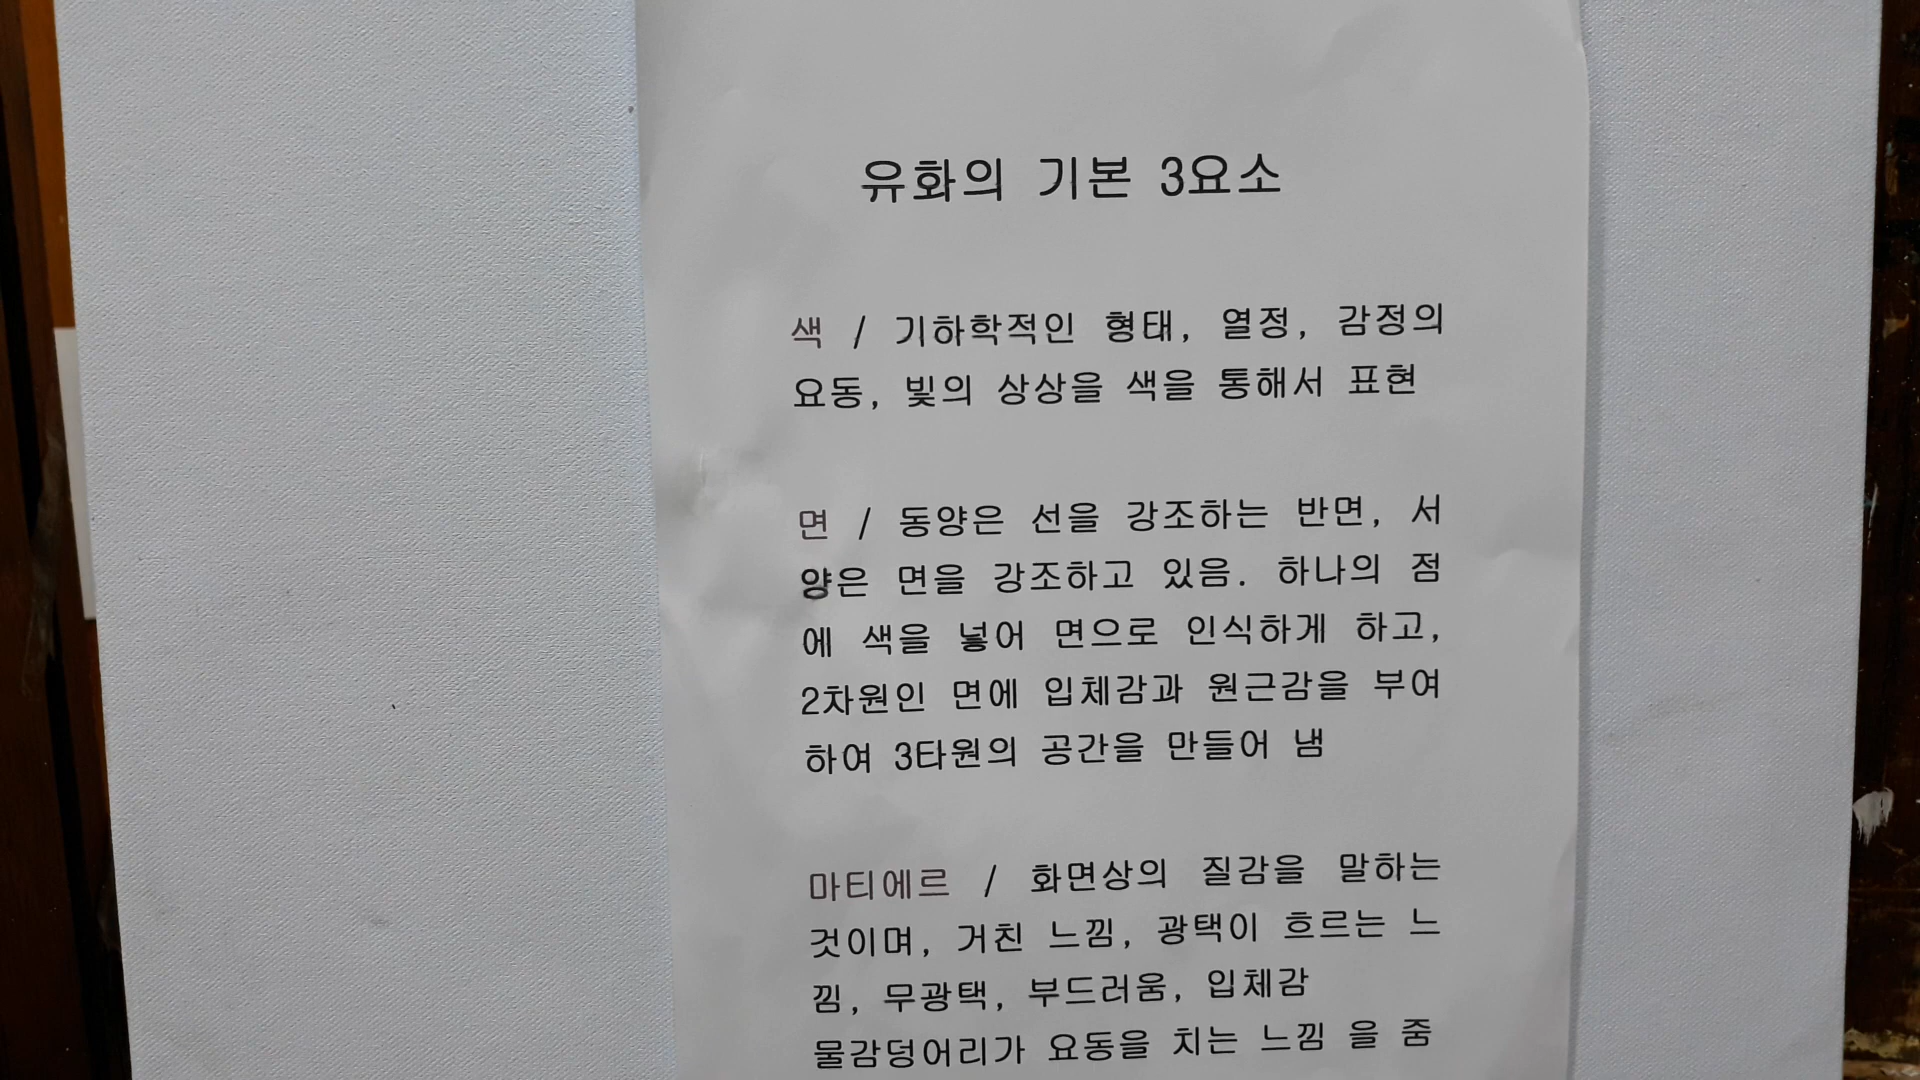 유화의 기본 3요소
색 / 기하학적인 형태, 열정, 감정의
요동, 빛의 상상을 색을 통해서 표현
면 / 동양은 선을 강조하는 반면, 서
양은 면을 강조하고 있음. 하나의 점
에 색을 넣어 면으로 인식하게 하고,
2차원인 면에 입체감과 원근감을 부여
하여 3타원의 공간을 만들어 냄
마티에르 / 화면상의 질감을 말하는
것이며, 거친 느낌, 광택이 흐르는 느
낌, 무광택, 부드러움, 입체감
물감덩어리가 요동을 치는 느낌 을 줌